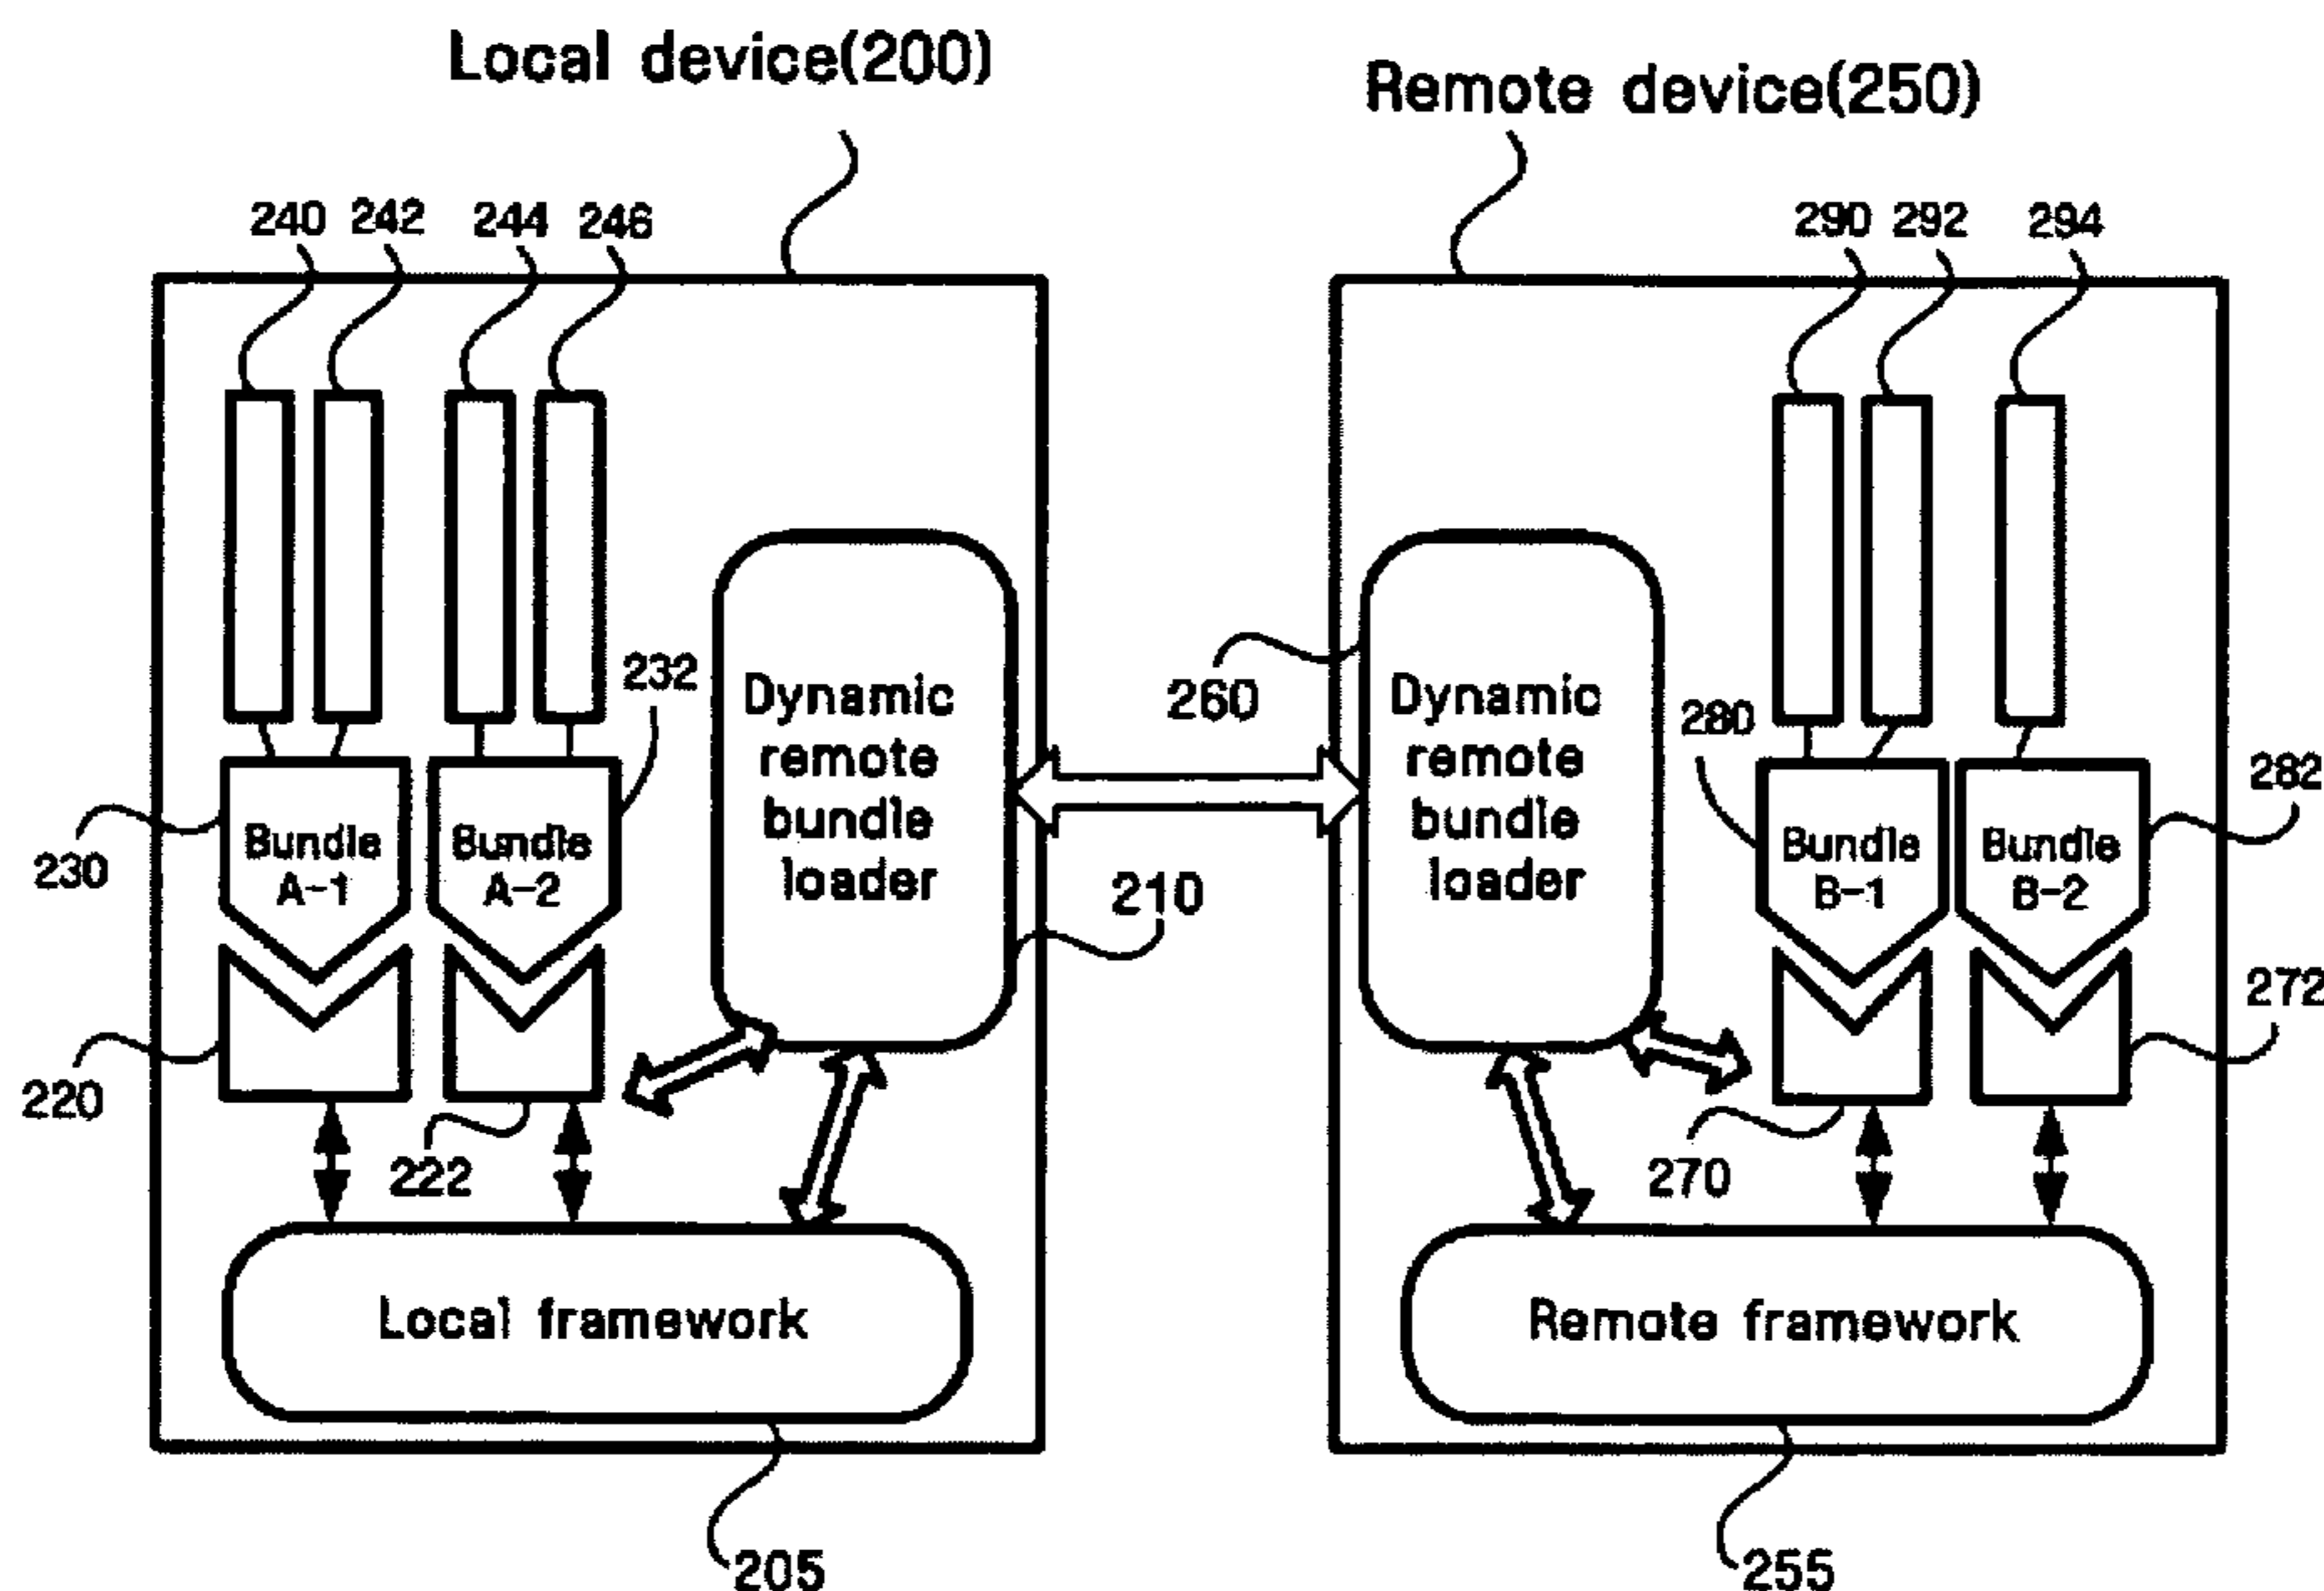 Local device(200)
Remote device(250)
240 242 244 246
290 292 294
232
Dynamic
remote
bundle
loader
260
Dynamic
remote
bundle
loader
280
282
Bundle
A-1
Bundle
A-2
Bundle
B-1
Bundle
B-2
230
210
272
220
222
270
Local framework
Remote framework
205
255